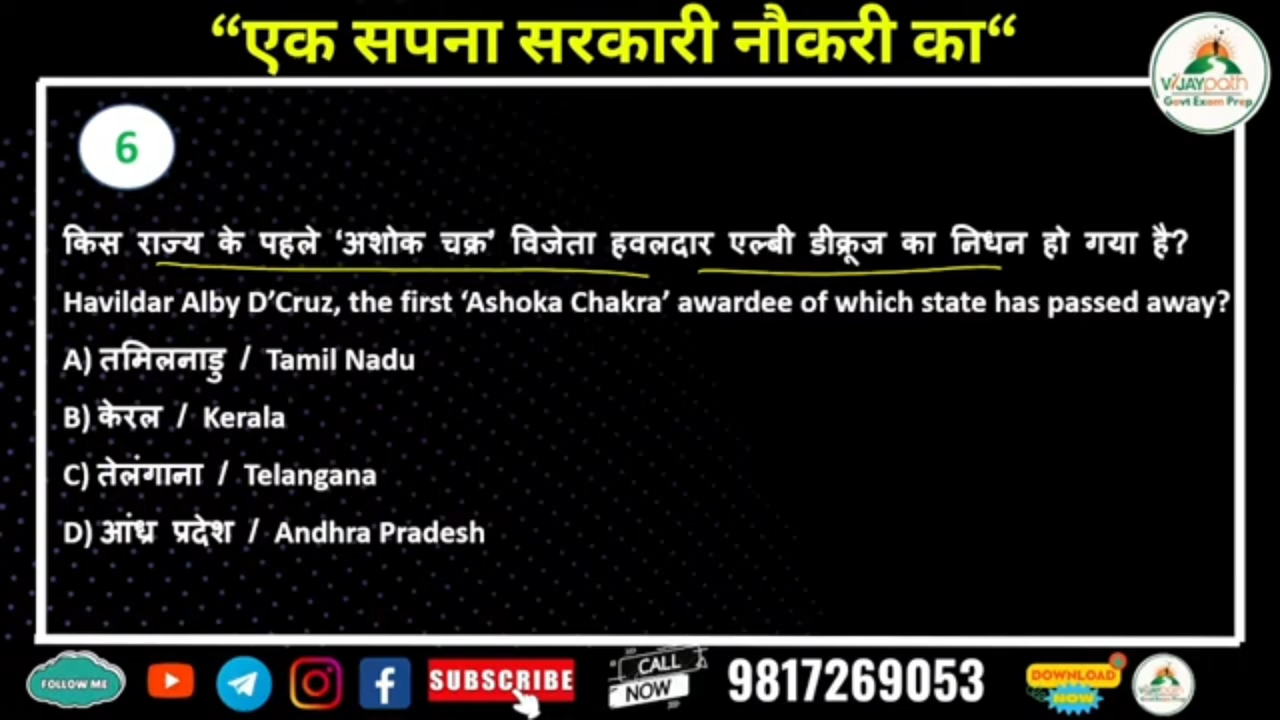 “एक सपना सरकारी नौकरी का“
VIJAYpath
Govt Exam Prep
6
किस राज्य के पहले ‘अशोक चक्र’ विजेता हवलदार एल्बी डीक्रूज का निधन हो गया है?
Havildar Alby D’Cruz, the first ‘Ashoka Chakra’ awardee of which state has passed away?
A) तमिलनाडु / Tamil Nadu
B) केरल / Kerala
C) तेलंगाना / Telangana
D) आंध्र प्रदेश / Andhra Pradesh
FOLLOW ME
SUBSCRIBE
CALL
NOW
9817269053
DOWNLOAD
NOW
VIJAYpath